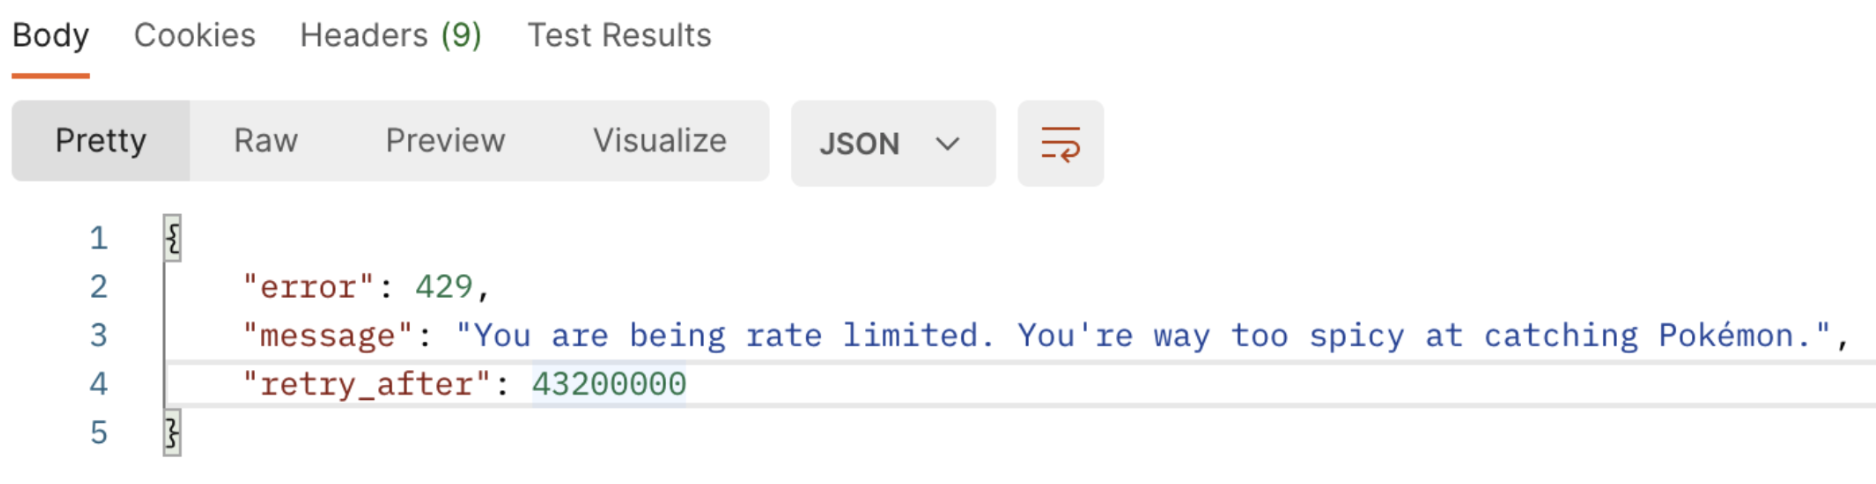 Body Cookies Headers (9) Test Results
Pretty Raw Preview Visualize JSON
1 {
2 "error": 429,
3 "message": "You are being rate limited. You're way too spicy at catching Pokémon.",
4 "retry_after": 43200000
5 }